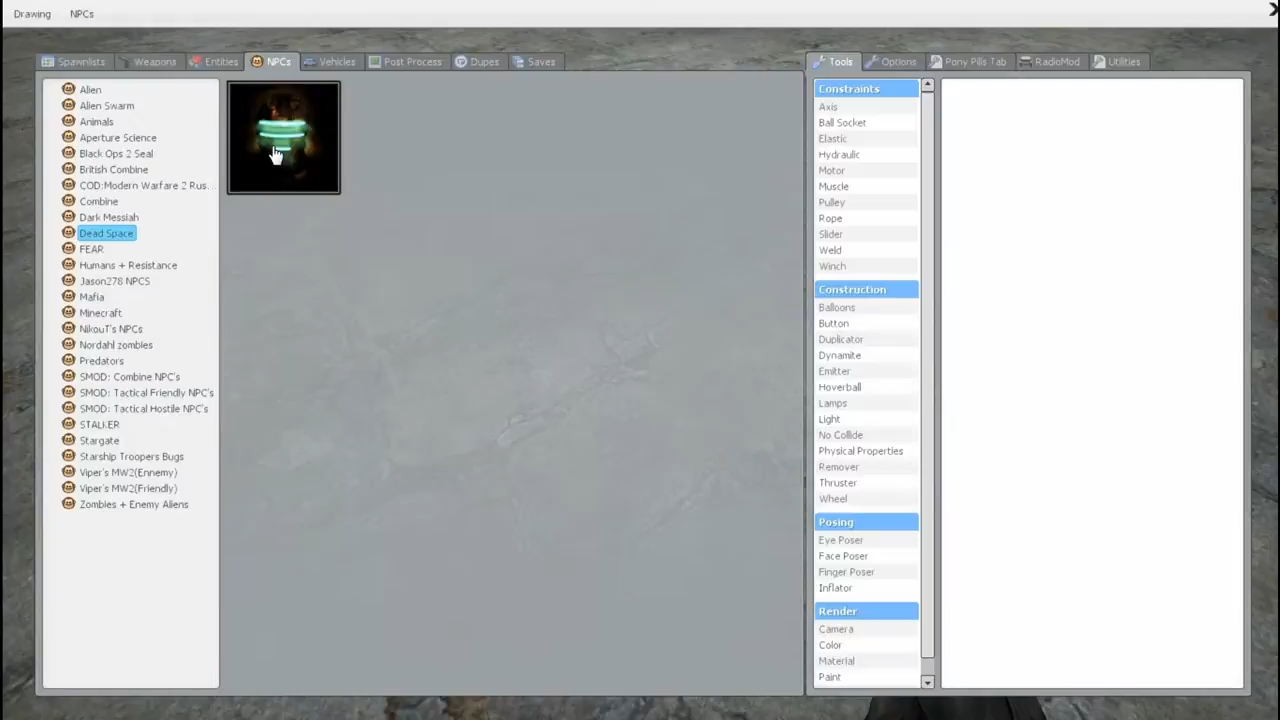 Drawing NPCs
Spawnlists Weapons Entities NPCs Vehicles Post Process Dupes Saves
Alien
Alien Swarm
Animals
Aperture Science
Black Ops 2 Seal
British Combine
COD:Modern Warfare 2 Rus...
Combine
Dark Messiah
Dead Space
FEAR
Humans + Resistance
Jason278 NPCS
Mafia
Minecraft
NikouT's NPCs
Nordahl zombies
Predators
SMOD: Combine NPC's
SMOD: Tactical Friendly NPC's
SMOD: Tactical Hostile NPC's
STALKER
Stargate
Starship Troopers Bugs
Viper's MW2(Ennemy)
Viper's MW2(Friendly)
Zombies + Enemy Aliens
Tools Options Pony Pills Tab RadioMod Utilities
Constraints
Axis
Ball Socket
Elastic
Hydraulic
Motor
Muscle
Pulley
Rope
Slider
Weld
Winch
Construction
Balloons
Button
Duplicator
Dynamite
Emitter
Hoverball
Lamps
Light
No Collide
Physical Properties
Remover
Thruster
Wheel
Posing
Eye Poser
Face Poser
Finger Poser
Inflator
Render
Camera
Color
Material
Paint